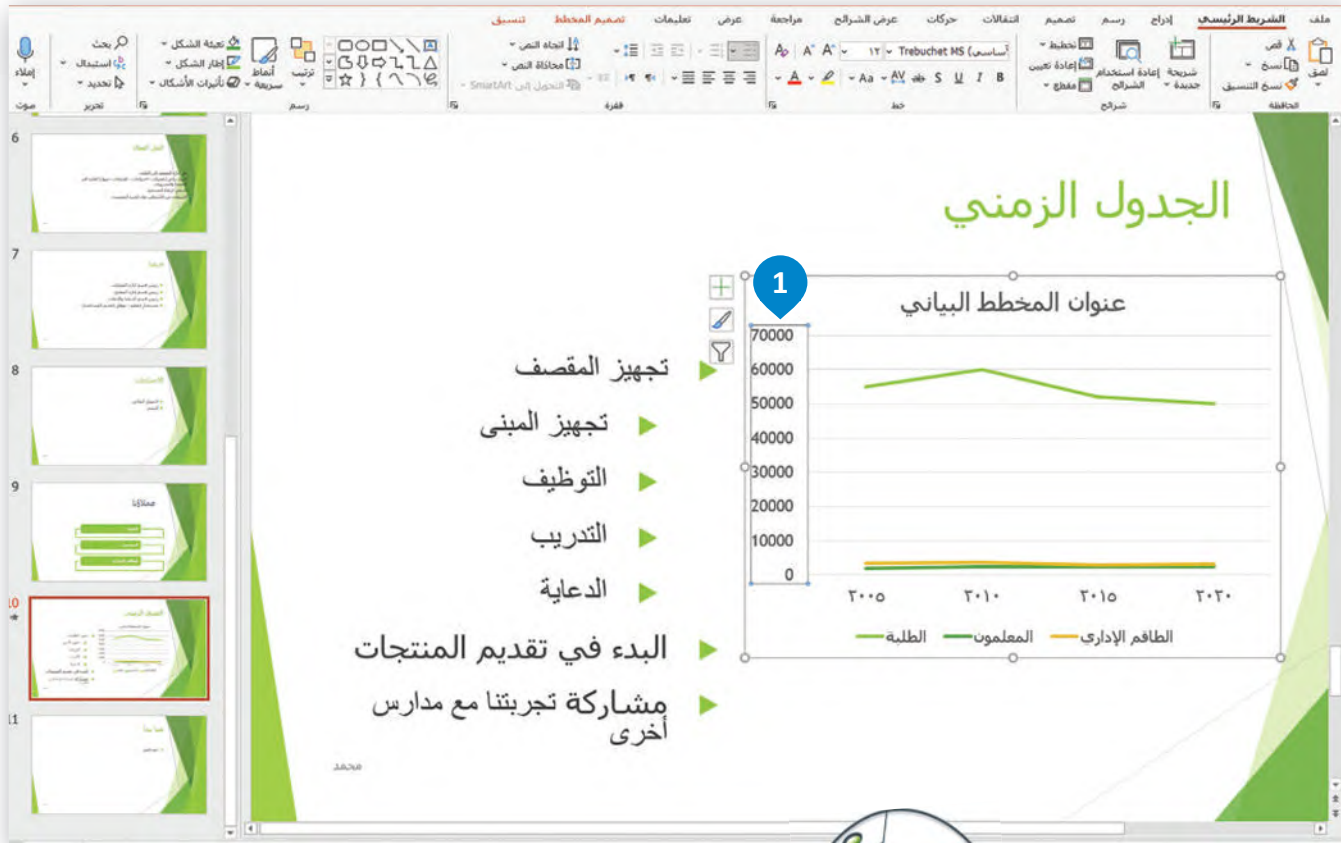 ملف الشريط الرئيسي إدراج رسم تصميم انتقالات حركات عرض الشرائح مراجعة عرض تعليمات تصميم المخطط تنسيق
لصق
قص
نسخ
نسخ التنسيق
الحافظة
شريحة جديدة
إعادة استخدام الشرائح
تخطيط
إعادة تعيين
مقطع
شرائح
Trebuchet MS (أساسي) ١٢
خط
اتجاه النص
محاذاة النص
التحويل إلى SmartArt
فقرة
ترتيب
أنماط سريعة
تعبئة الشكل
إطار الشكل
تأثيرات الأشكال
رسم
بحث
استبدال
تحديد
تحرير
إملاء
صوت
6
7
8
9
عملاؤنا
10
11
الجدول الزمني
1
عنوان المخطط البياني
70000
60000
50000
40000
30000
20000
10000
0
٢٠٠٥ ٢٠١٠ ٢٠١٥ ٢٠٢٠
الطلبة المعلمون الطاقم الإداري
تجهيز المقصف
تجهيز المبنى
التوظيف
التدريب
الدعاية
البدء في تقديم المنتجات
مشاركة تجربتنا مع مدارس
أخرى
محمد